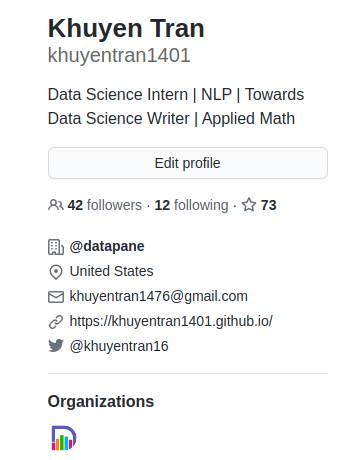 Khuyen Tran
khuyentran1401
Data Science Intern | NLP | Towards
Data Science Writer | Applied Math
Edit profile
42 followers · 12 following · 73
@datapane
United States
khuyentran1476@gmail.com
https://khuyentran1401.github.io/
@khuyentran16
Organizations